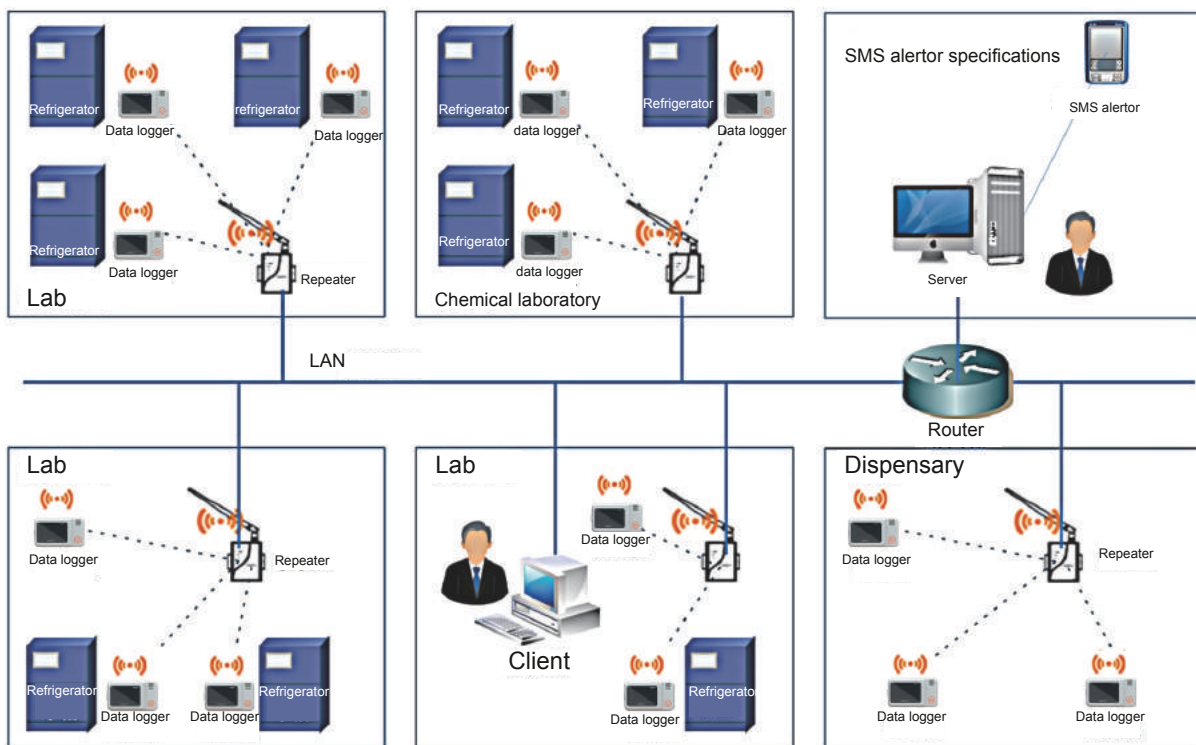 Refrigerator
Data logger
refrigerator
Data logger
Refrigerator
Data logger
Repeater
Lab
Refrigerator
data logger
Refrigerator
Data logger
Refrigerator
data logger
Chemical laboratory
SMS alertor specifications
SMS alertor
Server
LAN
Router
Lab
Data logger
Repeater
Refrigerator
Data logger
Data logger
Refrigerator
Lab
Data logger
Client
Data logger
Refrigerator
Dispensary
Data logger
Repeater
Data logger
Data logger